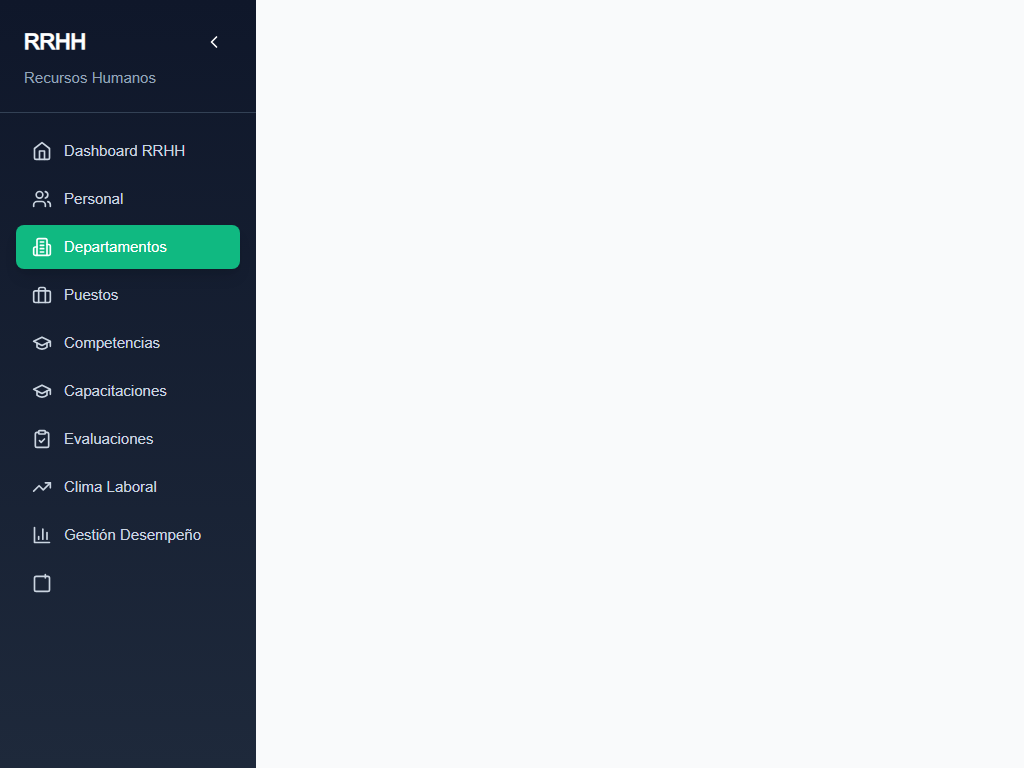 RRHH
Recursos Humanos
Dashboard RRHH
Personal
Departamentos
Puestos
Competencias
Capacitaciones
Evaluaciones
Clima Laboral
Gestión Desempeño